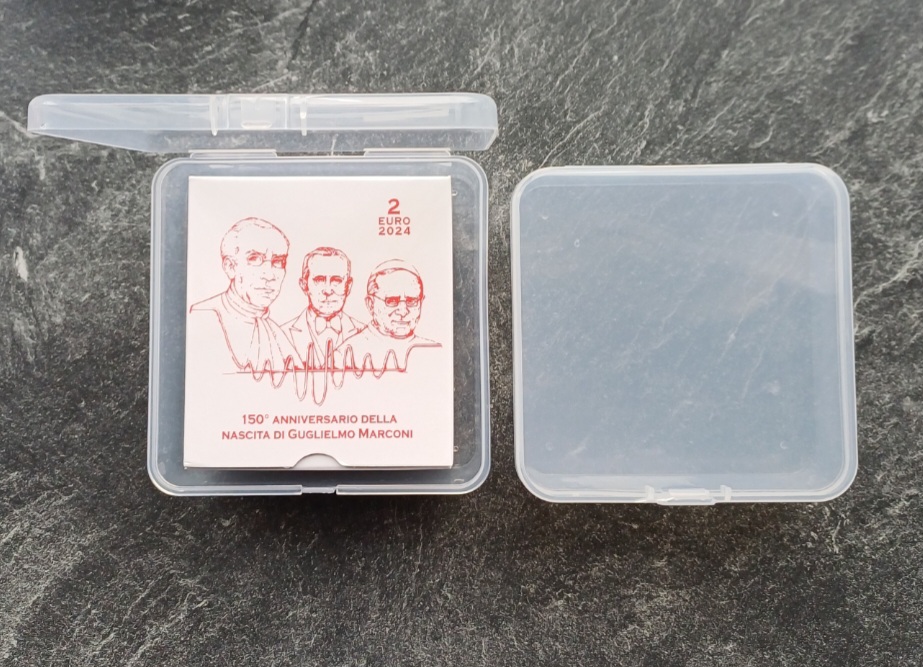 2
EURO
2024
150° ANNIVERSARIO DELLA
NASCITA DI GUGLIELMO MARCONI